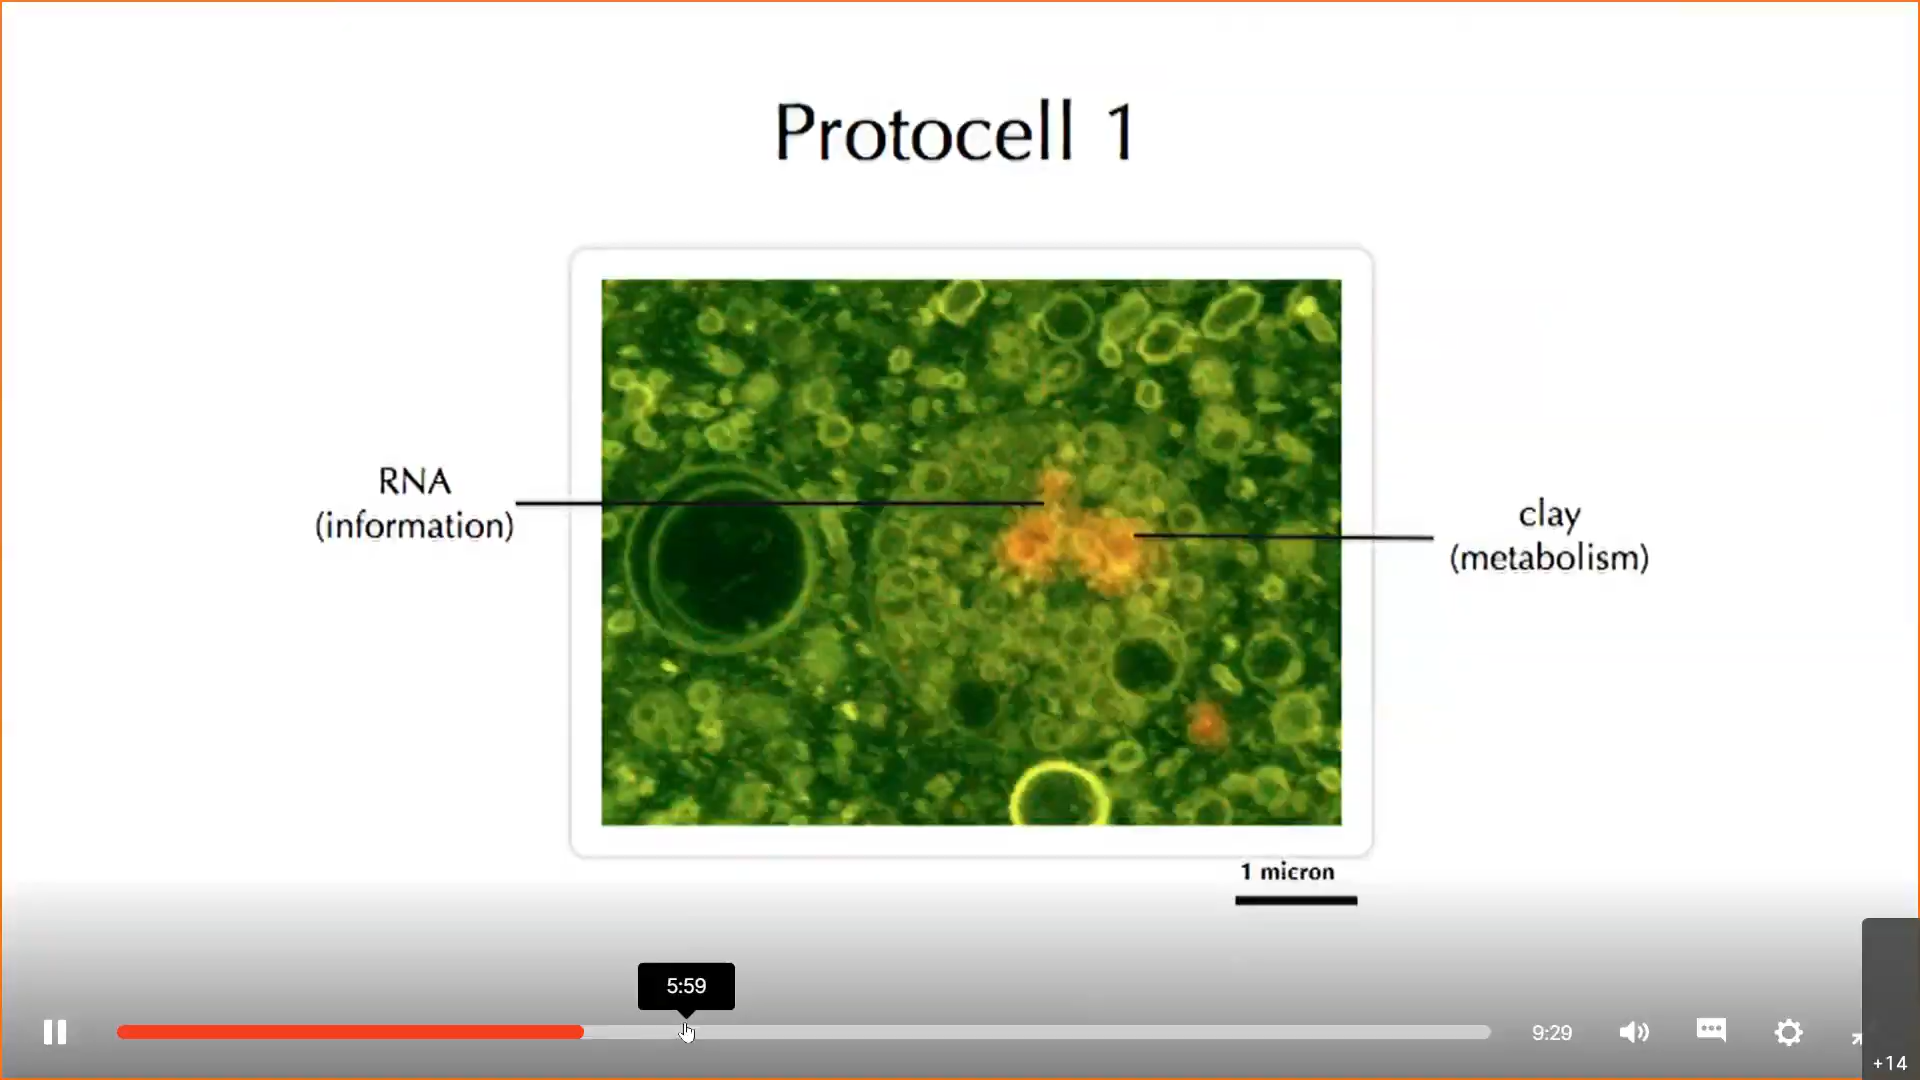 Protocell 1
RNA
(information)
clay
(metabolism)
1 micron
5:59
9:29
+14